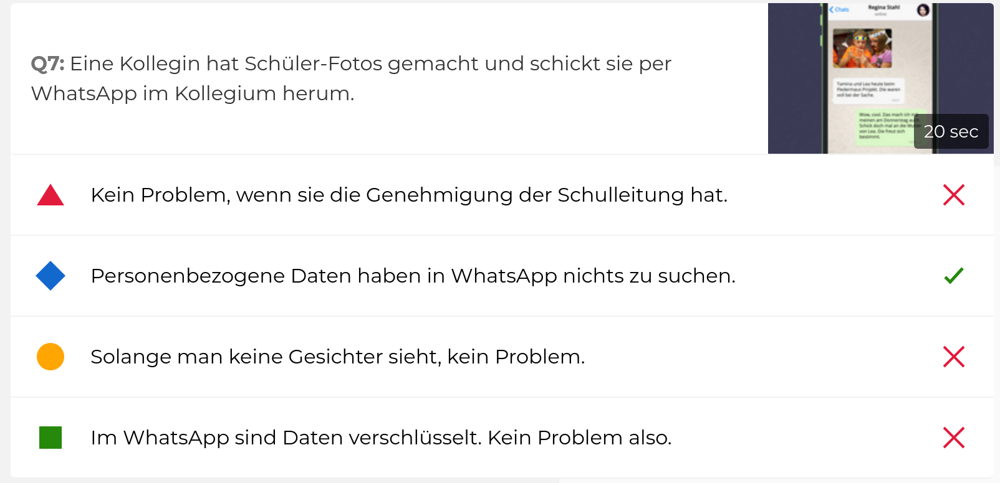 Q7: Eine Kollegin hat Schüler-Fotos gemacht und schickt sie per
WhatsApp im Kollegium herum.
Chats
Regina Stahl
online
Tamina und Lea heute beim
Fledermaus Projekt. Die waren
voll bei der Sache.
Wow, cool. Das mach ich mit
meinen am Donnerstag auch.
Schick doch mal an die Mutter
von Lea. Die freut sich
bestimmt.
20 sec
Kein Problem, wenn sie die Genehmigung der Schulleitung hat.
Personenbezogene Daten haben in WhatsApp nichts zu suchen.
Solange man keine Gesichter sieht, kein Problem.
Im WhatsApp sind Daten verschlüsselt. Kein Problem also.